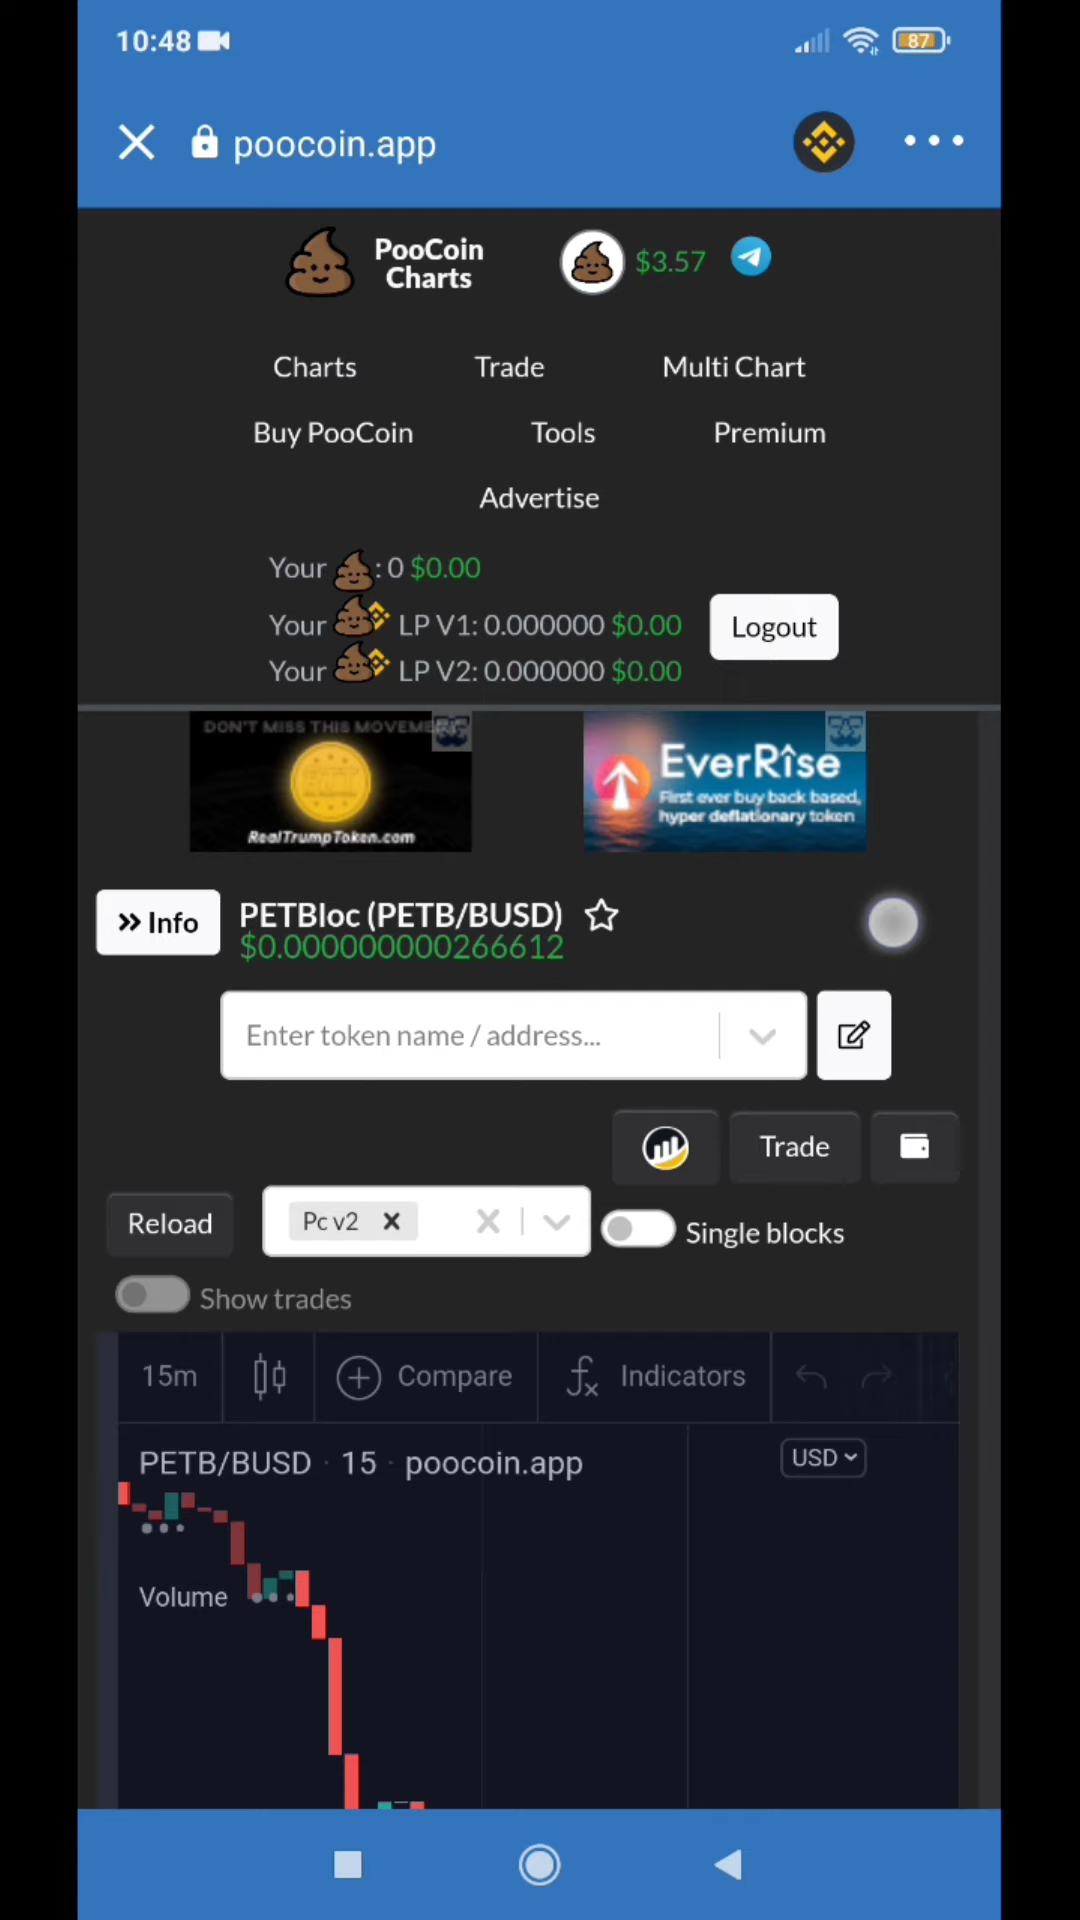 10:48
87
poocoin.app
PooCoin
Charts
$3.57
Charts
Trade
Multi Chart
Buy PooCoin
Tools
Premium
Advertise
Your : 0 $0.00
Your LP V1: 0.000000 $0.00
Your LP V2: 0.000000 $0.00
Logout
DON'T MISS THIS MOVEMENT
RealTrumpToken.com
EverRîse
First ever buy back based,
hyper deflationary token
Info
PETBloc (PETB/BUSD)
$0.000000000266612
Enter token name / address...
Trade
Reload
Pc v2
Single blocks
Show trades
15m
Compare
Indicators
PETB/BUSD · 15 · poocoin.app
USD
Volume